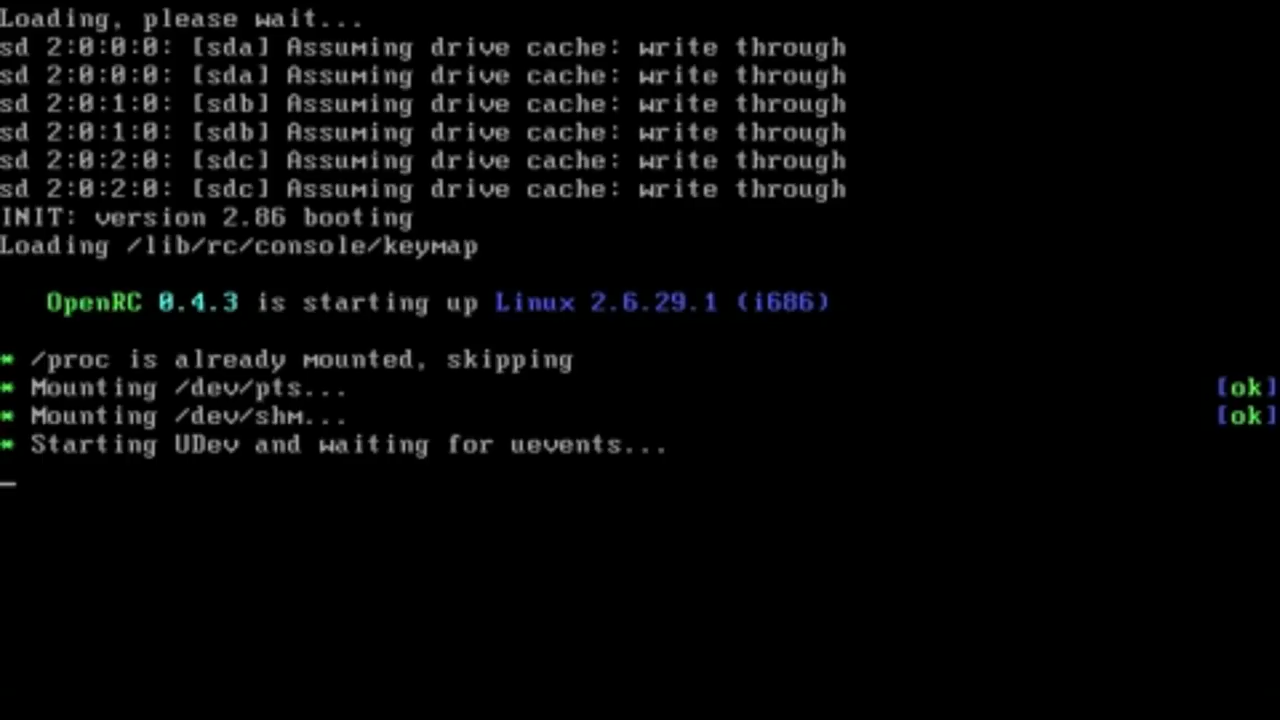 Loading, please wait...
sd 2:0:0:0: [sda] Assuming drive cache: write through
sd 2:0:0:0: [sda] Assuming drive cache: write through
sd 2:0:1:0: [sdb] Assuming drive cache: write through
sd 2:0:1:0: [sdb] Assuming drive cache: write through
sd 2:0:2:0: [sdc] Assuming drive cache: write through
sd 2:0:2:0: [sdc] Assuming drive cache: write through
INIT: version 2.86 booting
Loading /lib/rc/console/keymap
OpenRC 0.4.3 is starting up Linux 2.6.29.1 (i686)
* /proc is already mounted, skipping
* Mounting /dev/pts... [ok]
* Mounting /dev/shm... [ok]
* Starting UDev and waiting for uevents...
_